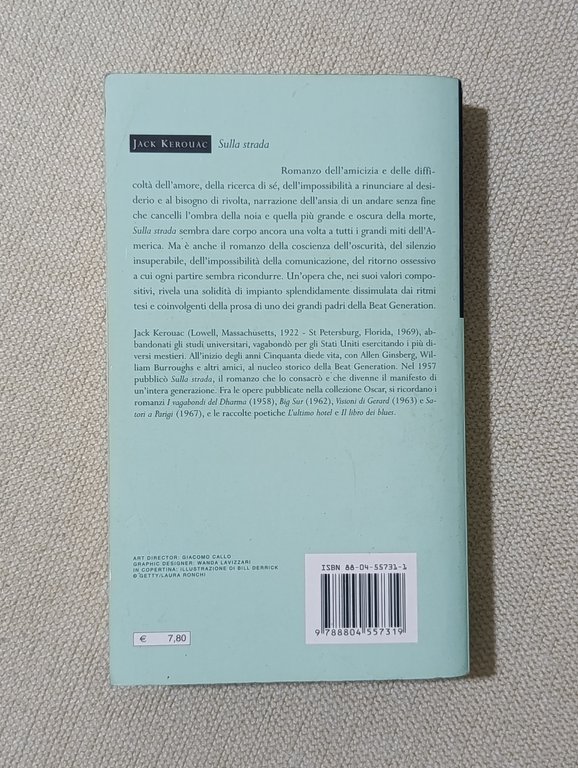 JACK KEROUAC Sulla strada
Romanzo dell'amicizia e delle diffi-
coltà dell'amore, della ricerca di sé, dell'impossibilità a rinunciare al desi-
derio e al bisogno di rivolta, narrazione dell'ansia di un andare senza fine
che cancelli l'ombra della noia e quella più grande e oscura della morte,
Sulla strada sembra dare corpo ancora una volta a tutti i grandi miti dell'A-
merica. Ma è anche il romanzo della coscienza dell'oscurità, del silenzio
insuperabile, dell'impossibilità della comunicazione, del ritorno ossessivo
a cui ogni partire sembra ricondurre. Un'opera che, nei suoi valori compo-
sitivi, rivela una solidità di impianto splendidamente dissimulata dai ritmi
tesi e coinvolgenti della prosa di uno dei grandi padri della Beat Generation.
Jack Kerouac (Lowell, Massachusetts, 1922 - St Petersburg, Florida, 1969), ab-
bandonati gli studi universitari, vagabondò per gli Stati Uniti esercitando i più di-
versi mestieri. All'inizio degli anni Cinquanta diede vita, con Allen Ginsberg, Wil-
liam Burroughs e altri amici, al nucleo storico della Beat Generation. Nel 1957
pubblicò Sulla strada, il romanzo che lo consacrò e che divenne il manifesto di
un'intera generazione. Fra le opere pubblicate nella collezione Oscar, si ricordano i
romanzi I vagabondi del Dharma (1958), Big Sur (1962), Visioni di Gerard (1963) e Sa-
tori a Parigi (1967), e le raccolte poetiche L'ultimo hotel e Il libro dei blues.
ART DIRECTOR: GIACOMO CALLO
GRAPHIC DESIGNER: WANDA LAVIZZARI
IN COPERTINA: ILLUSTRAZIONE DI BILL DERRICK
© GETTY/LAURA RONCHI
ISBN 88-04-55731-1
9 788804 557319
€ 7,80